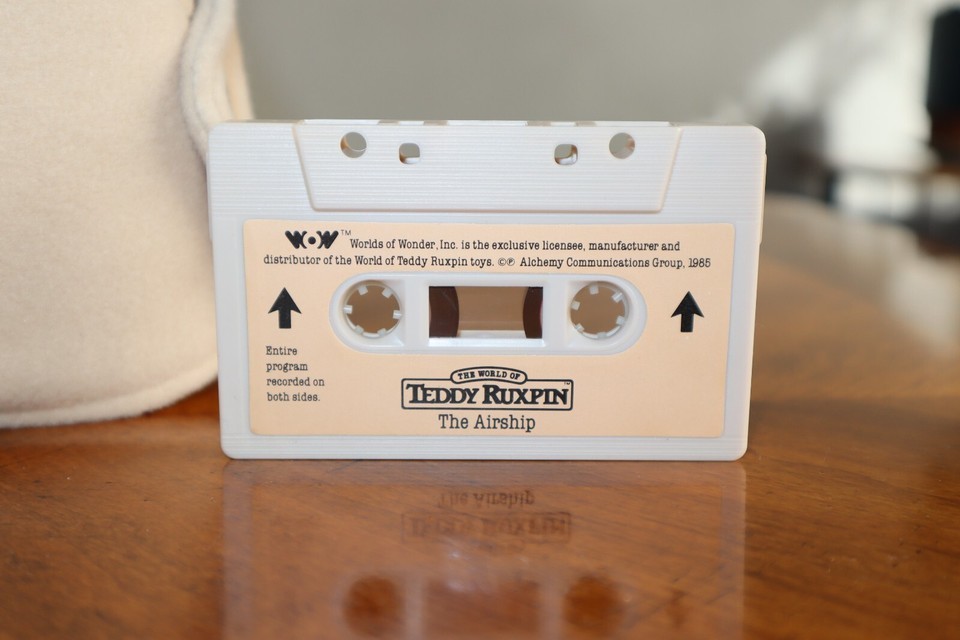 WOW™ Worlds of Wonder, Inc. is the exclusive licensee, manufacturer and
distributor of the World of Teddy Ruxpin toys. ©℗ Alchemy Communications Group, 1985
Entire
program
recorded on
both sides.
THE WORLD OF
TEDDY RUXPIN™
The Airship